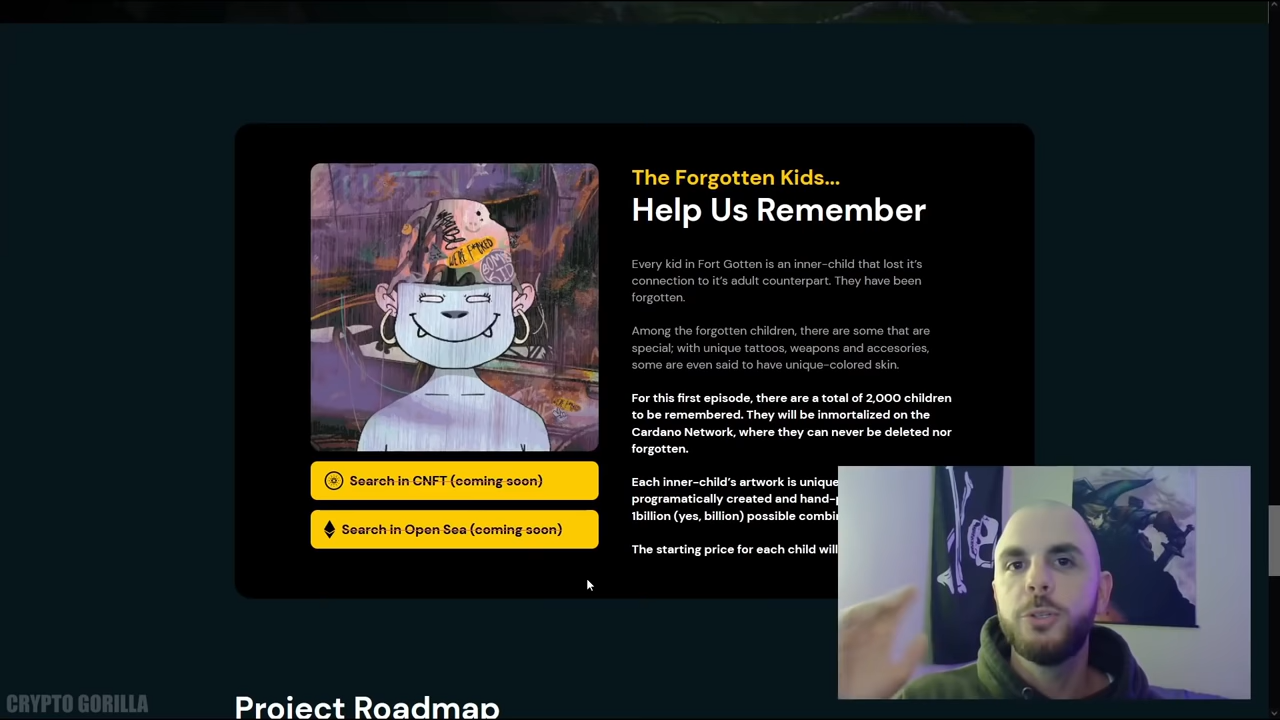 The Forgotten Kids...
Help Us Remember
Every kid in Fort Gotten is an inner-child that lost it's
connection to it's adult counterpart. They have been
forgotten.
Among the forgotten children, there are some that are
special; with unique tattoos, weapons and accesories,
some are even said to have unique-colored skin.
For this first episode, there are a total of 2,000 children
to be remembered. They will be inmortalized on the
Cardano Network, where they can never be deleted nor
forgotten.
Each inner-child's artwork is unique
programatically created and hand-
1billion (yes, billion) possible
The starting price for each child will
WE'RE F*CKED
Search in CNFT (coming soon)
Search in Open Sea (coming soon)
Project Roadmap
CRYPTO GORILLA